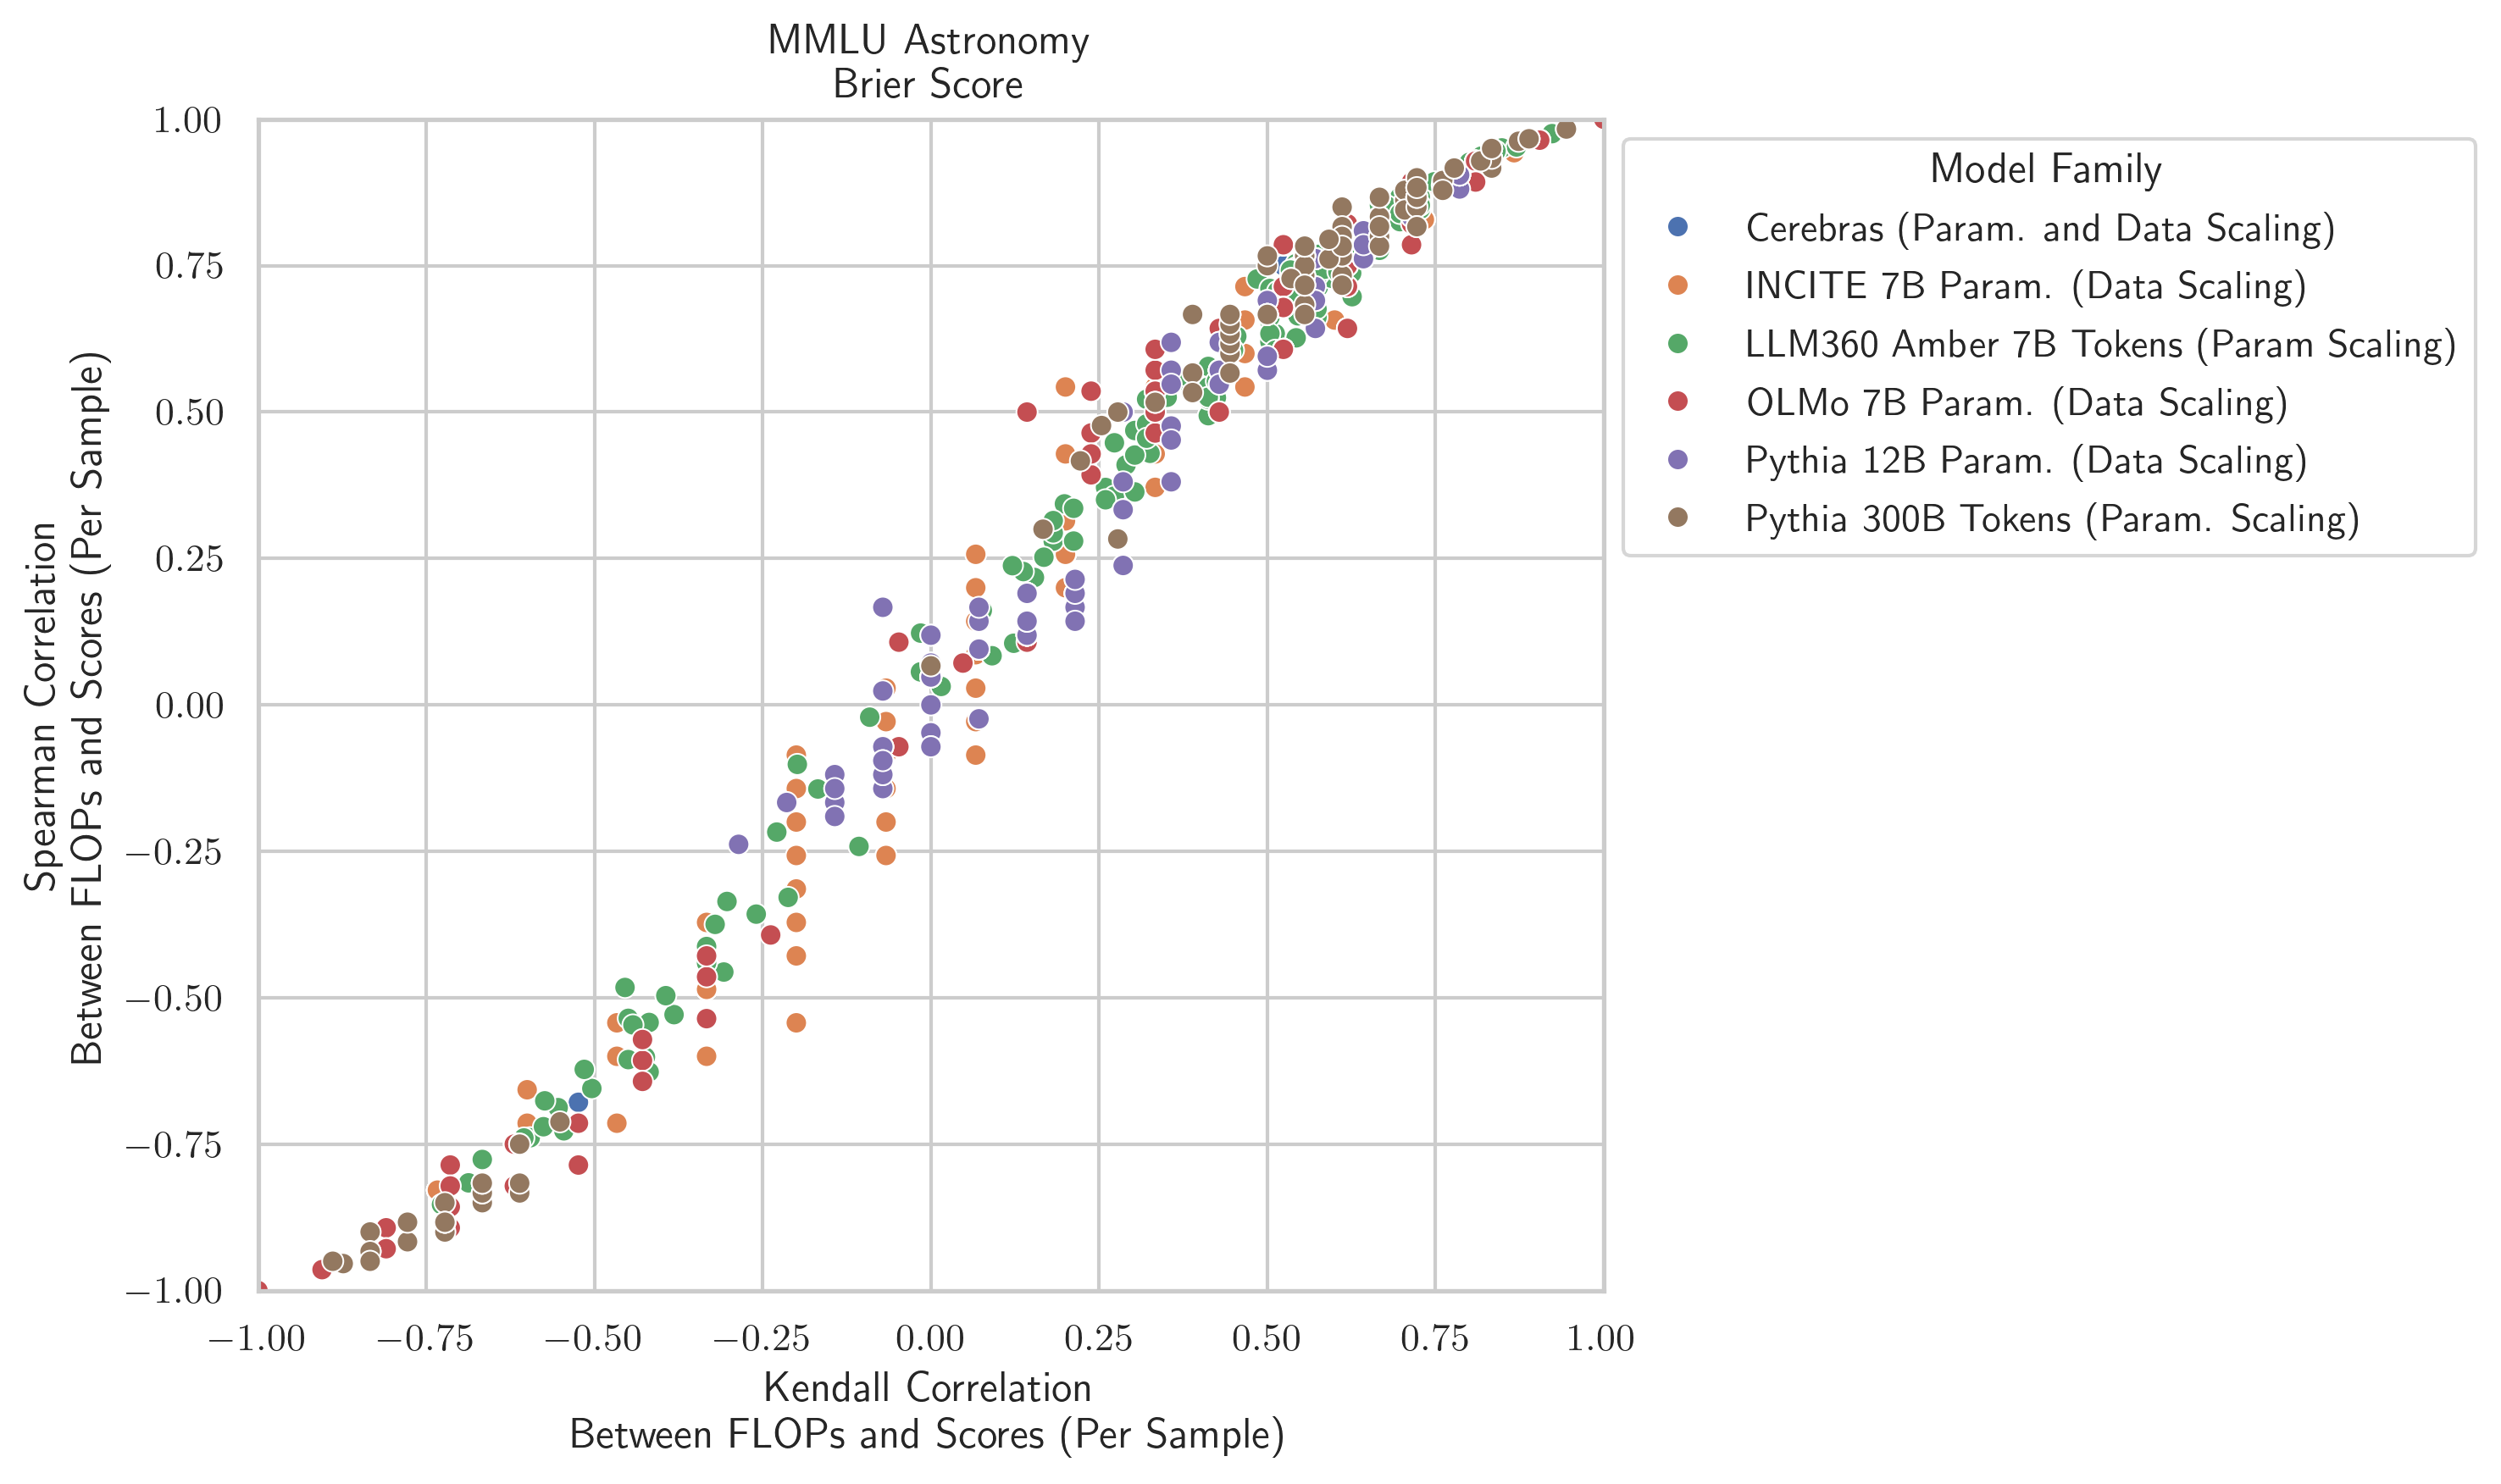 MMLU Astronomy
Brier Score
1.00
0.75
0.50
0.25
0.00
−0.25
−0.50
−0.75
−1.00
Spearman Correlation
Between FLOPs and Scores (Per Sample)
−1.00 −0.75 −0.50 −0.25 0.00 0.25 0.50 0.75 1.00
Kendall Correlation
Between FLOPs and Scores (Per Sample)
Model Family
Cerebras (Param. and Data Scaling)
INCITE 7B Param. (Data Scaling)
LLM360 Amber 7B Tokens (Param Scaling)
OLMo 7B Param. (Data Scaling)
Pythia 12B Param. (Data Scaling)
Pythia 300B Tokens (Param. Scaling)